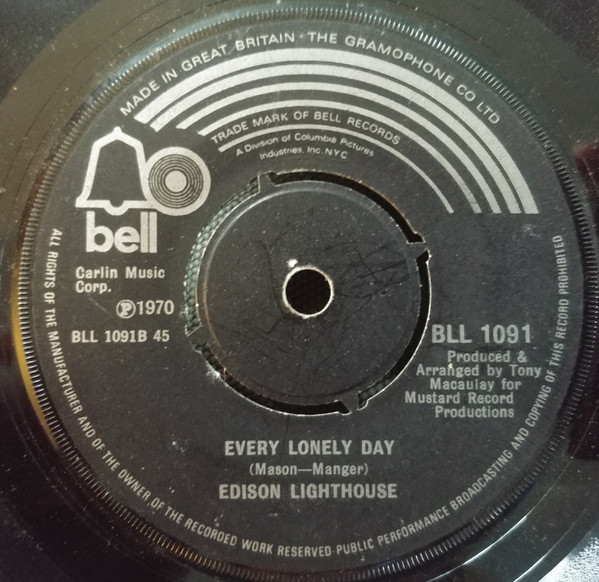 MADE IN GREAT BRITAIN · THE GRAMOPHONE CO LTD
TRADE MARK OF BELL RECORDS
A Division of Columbia Pictures
Industries, Inc. NYC
bell
Carlin Music
Corp.
Ⓟ1970
BLL 1091B 45
BLL 1091
Produced &
Arranged by Tony
Macaulay for
Mustard Record
Productions
EVERY LONELY DAY
(Mason—Manger)
EDISON LIGHTHOUSE
ALL RIGHTS OF THE MANUFACTURER AND OF THE OWNER OF THE RECORDED WORK RESERVED·PUBLIC PERFORMANCE BROADCASTING AND COPYING OF THIS RECORD PROHIBITED